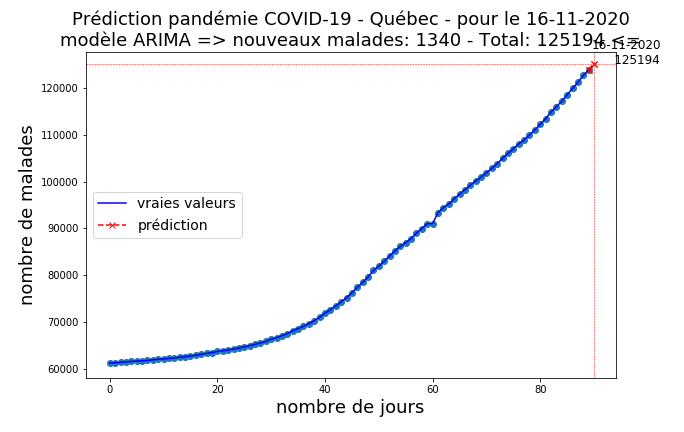 Prédiction pandémie COVID-19 - Québec - pour le 16-11-2020
modèle ARIMA => nouveaux malades: 1340 - Total: 125194 <=
16-11-2020
125194
120000
110000
100000
90000
80000
70000
60000
nombre de malades
vraies valeurs
prédiction
0 20 40 60 80
nombre de jours